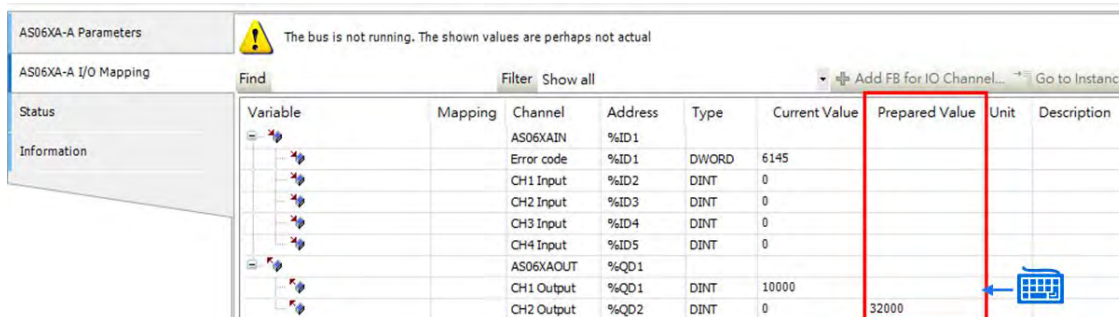 AS06XA-A Parameters
The bus is not running. The shown values are perhaps not actual
AS06XA-A I/O Mapping
Find Filter Show all Add FB for IO Channel... Go to Instanc
Status
Information
Variable Mapping Channel Address Type Current Value Prepared Value Unit Description
AS06XAIN %ID1
Error code %ID1 DWORD 6145
CH1 Input %ID2 DINT 0
CH2 Input %ID3 DINT 0
CH3 Input %ID4 DINT 0
CH4 Input %ID5 DINT 0
AS06XAOUT %QD1
CH1 Output %QD1 DINT 10000
CH2 Output %QD2 DINT 0 32000